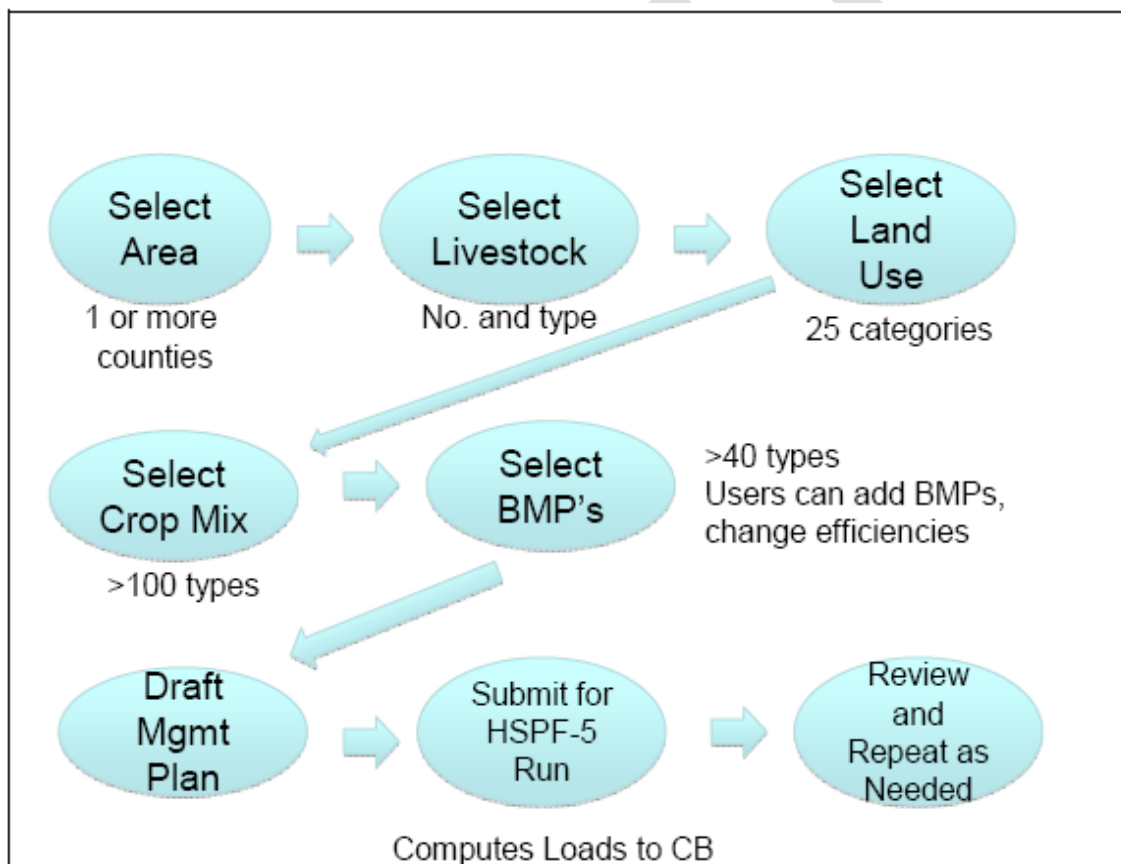 Select
Area
Select
Livestock
Select
Land
Use
1 or more
counties
No. and type
25 categories
Select
Crop Mix
Select
BMP's
>40 types
Users can add BMPs,
change efficiencies
>100 types
Draft
Mgmt
Plan
Submit for
HSPF-5
Run
Review
and
Repeat as
Needed
Computes Loads to CB